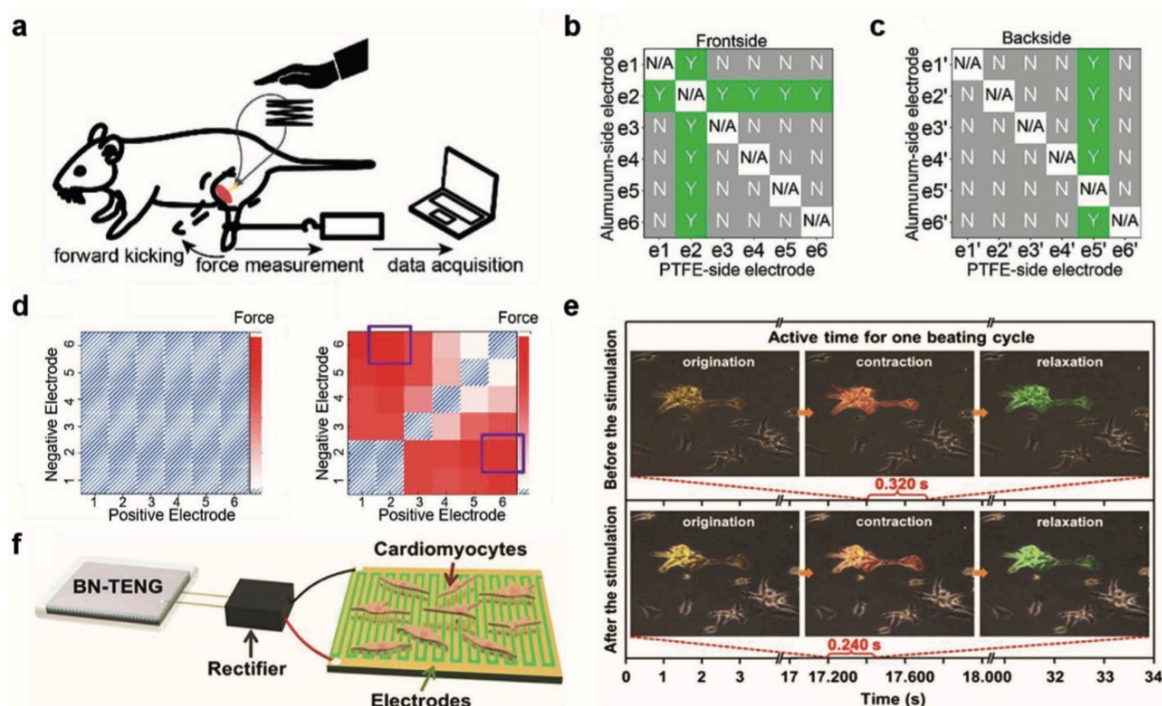 a
forward kicking
force measurement
data acquisition
b
Frontside
Alumunum-side electrode
e1 N/A Y N N N N
e2 Y N/A Y Y Y Y
e3 N Y N/A N N N
e4 N Y N N/A N N
e5 N Y N N N/A N
e6 N Y N N N N/A
e1 e2 e3 e4 e5 e6
PTFE-side electrode
c
Backside
Alumunum-side electrode
e1' N/A N N N Y N
e2' N N/A N N Y N
e3' N N N/A N Y N
e4' N N N N/A Y N
e5' N N N N N/A N
e6' N N N N Y N/A
e1' e2' e3' e4' e5' e6'
PTFE-side electrode
d
Force
Negative Electrode
6
5
4
3
2
1
1 2 3 4 5 6
Positive Electrode
Force
Negative Electrode
6
5
4
3
2
1
1 2 3 4 5 6
Positive Electrode
e
Active time for one beating cycle
Before the stimulation
origination
contraction
relaxation
0.320 s
After the stimulation
origination
contraction
relaxation
0.240 s
0 1 2 3 17 17.200 17.600 18.000 32 33 34
Time (s)
f
BN-TENG
Rectifier
Cardiomyocytes
Electrodes